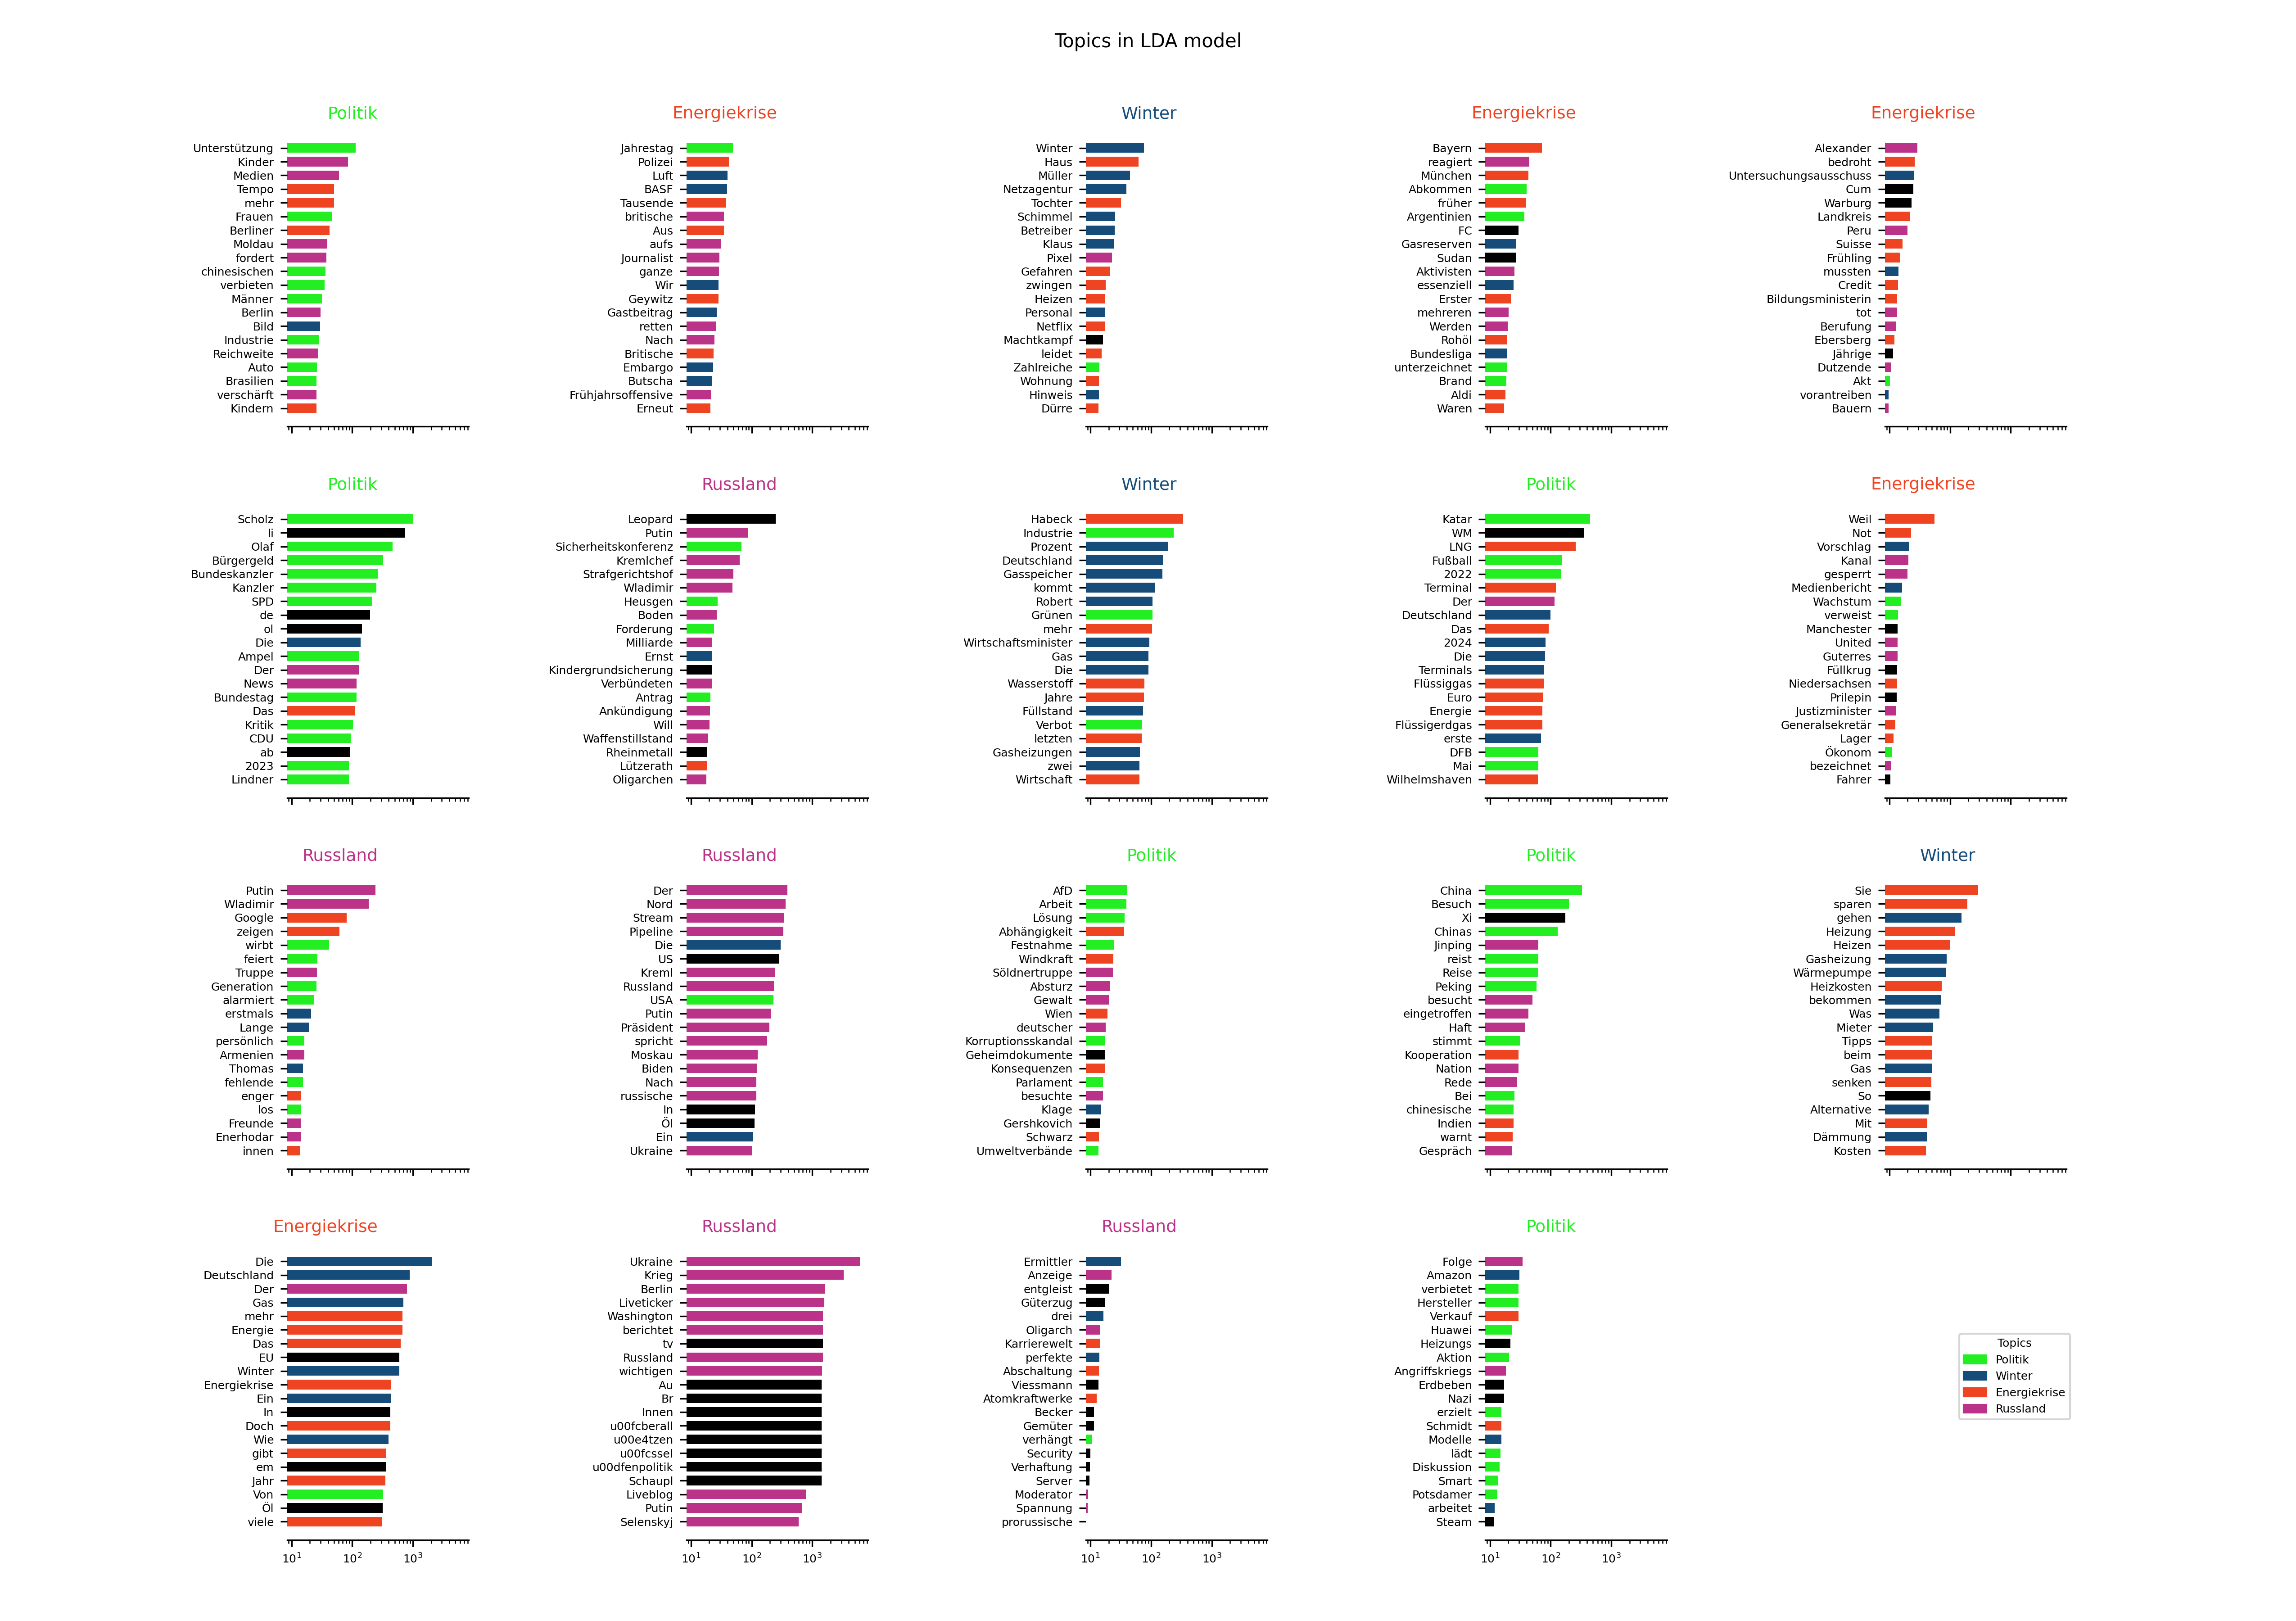 Topics in LDA model
Politik
Unterstützung
Kinder
Medien
Tempo
mehr
Frauen
Berliner
Moldau
fordert
chinesischen
verbieten
Männer
Berlin
Bild
Industrie
Reichweite
Auto
Brasilien
verschärft
Kindern
Energiekrise
Jahrestag
Polizei
Luft
BASF
Tausende
britische
Aus
aufs
Journalist
ganze
Wir
Geywitz
Gastbeitrag
retten
Nach
Britische
Embargo
Butscha
Frühjahrsoffensive
Erneut
Winter
Winter
Haus
Müller
Netzagentur
Tochter
Schimmel
Betreiber
Klaus
Pixel
Gefahren
zwingen
Heizen
Personal
Netflix
Machtkampf
leidet
Zahlreiche
Wohnung
Hinweis
Dürre
Energiekrise
Bayern
reagiert
München
Abkommen
früher
Argentinien
FC
Gasreserven
Sudan
Aktivisten
essenziell
Erster
mehreren
Werden
Rohöl
Bundesliga
unterzeichnet
Brand
Aldi
Waren
Energiekrise
Alexander
bedroht
Untersuchungsausschuss
Cum
Warburg
Landkreis
Peru
Suisse
Frühling
mussten
Credit
Bildungsministerin
tot
Berufung
Ebersberg
Jährige
Dutzende
Akt
vorantreiben
Bauern
Politik
Scholz
li
Olaf
Bürgergeld
Bundeskanzler
Kanzler
SPD
de
ol
Die
Ampel
Der
News
Bundestag
Das
Kritik
CDU
ab
2023
Lindner
Russland
Leopard
Putin
Sicherheitskonferenz
Kremlchef
Strafgerichtshof
Wladimir
Heusgen
Boden
Forderung
Milliarde
Ernst
Kindergrundsicherung
Verbündeten
Antrag
Ankündigung
Will
Waffenstillstand
Rheinmetall
Lützerath
Oligarchen
Winter
Habeck
Industrie
Prozent
Deutschland
Gasspeicher
kommt
Robert
Grünen
mehr
Wirtschaftsminister
Gas
Die
Wasserstoff
Jahre
Füllstand
Verbot
letzten
Gasheizungen
zwei
Wirtschaft
Politik
Katar
WM
LNG
Fußball
2022
Terminal
Der
Deutschland
Das
2024
Die
Terminals
Flüssiggas
Euro
Energie
Flüssigerdgas
erste
DFB
Mai
Wilhelmshaven
Energiekrise
Weil
Not
Vorschlag
Kanal
gesperrt
Medienbericht
Wachstum
verweist
Manchester
United
Guterres
Füllkrug
Niedersachsen
Prilepin
Justizminister
Generalsekretär
Lager
Ökonom
bezeichnet
Fahrer
Russland
Putin
Wladimir
Google
zeigen
wirbt
feiert
Truppe
Generation
alarmiert
erstmals
Lange
persönlich
Armenien
Thomas
fehlende
enger
los
Freunde
Enerhodar
innen
Russland
Der
Nord
Stream
Pipeline
Die
US
Kreml
Russland
USA
Putin
Präsident
spricht
Moskau
Biden
Nach
russische
In
Öl
Ein
Ukraine
Politik
AfD
Arbeit
Lösung
Abhängigkeit
Festnahme
Windkraft
Söldnertruppe
Absturz
Gewalt
Wien
deutscher
Korruptionsskandal
Geheimdokumente
Konsequenzen
Parlament
besuchte
Klage
Gershkovich
Schwarz
Umweltverbände
Politik
China
Besuch
Xi
Chinas
Jinping
reist
Reise
Peking
besucht
eingetroffen
Haft
stimmt
Kooperation
Nation
Rede
Bei
chinesische
Indien
warnt
Gespräch
Winter
Sie
sparen
gehen
Heizung
Heizen
Gasheizung
Wärmepumpe
Heizkosten
bekommen
Was
Mieter
Tipps
beim
Gas
senken
So
Alternative
Mit
Dämmung
Kosten
Energiekrise
Die
Deutschland
Der
Gas
mehr
Energie
Das
EU
Winter
Energiekrise
Ein
In
Doch
Wie
gibt
em
Jahr
Von
Öl
viele
10¹ 10² 10³
Russland
Ukraine
Krieg
Berlin
Liveticker
Washington
berichtet
tv
Russland
wichtigen
Au
Br
Innen
u00fcberall
u00e4tzen
u00fcssel
u00dfenpolitik
Schaupl
Liveblog
Putin
Selenskyj
10¹ 10² 10³
Russland
Ermittler
Anzeige
entgleist
Güterzug
drei
Oligarch
Karrierewelt
perfekte
Abschaltung
Viessmann
Atomkraftwerke
Becker
Gemüter
verhängt
Security
Verhaftung
Server
Moderator
Spannung
prorussische
10¹ 10² 10³
Politik
Folge
Amazon
verbietet
Hersteller
Verkauf
Huawei
Heizungs
Aktion
Angriffskriegs
Erdbeben
Nazi
erzielt
Schmidt
Modelle
lädt
Diskussion
Smart
Potsdamer
arbeitet
Steam
10¹ 10² 10³
Topics
Politik
Winter
Energiekrise
Russland